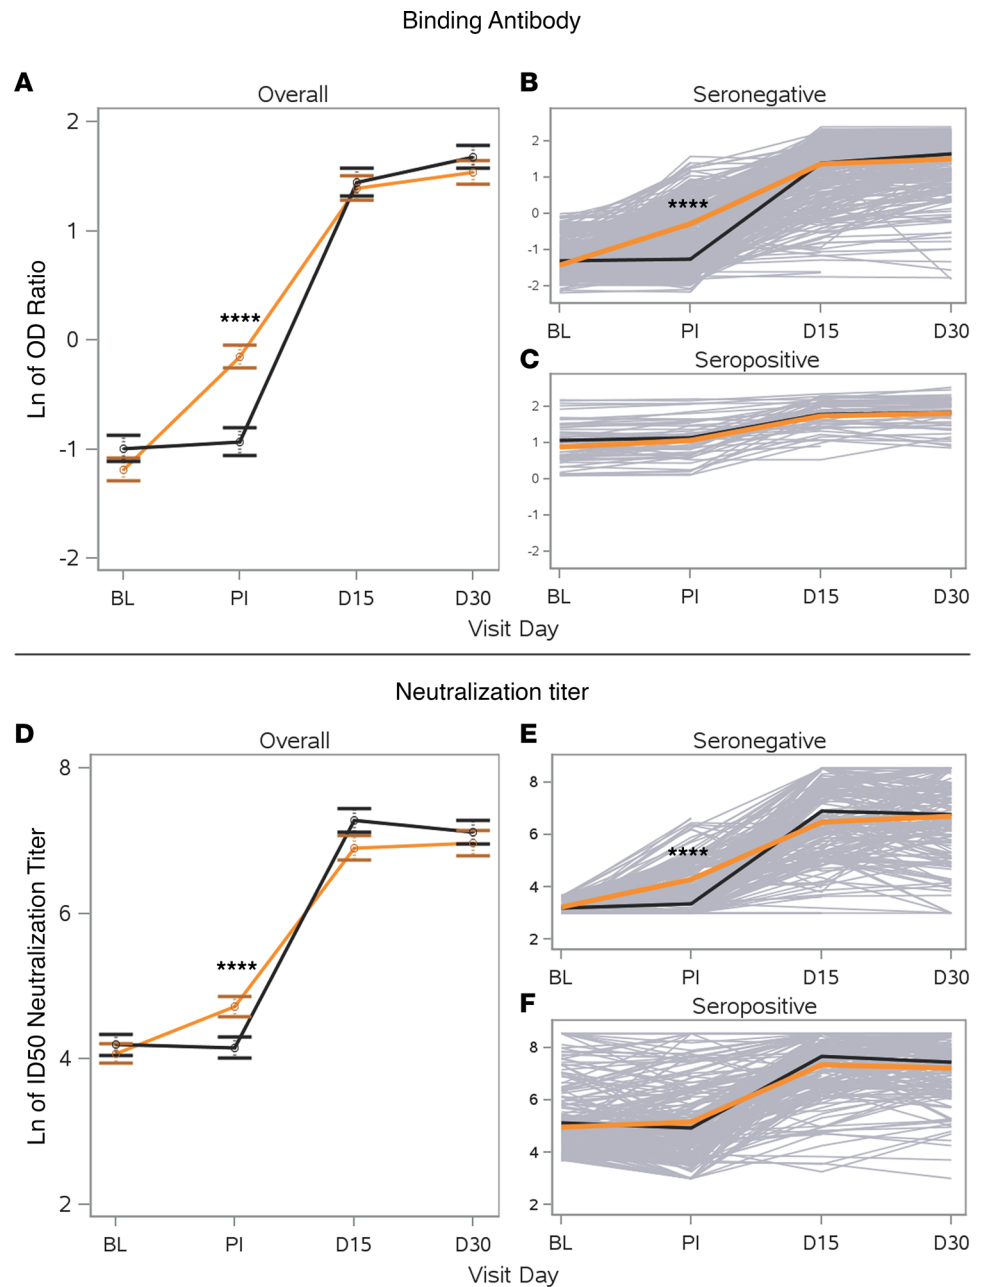 Binding Antibody
A
Overall
Ln of OD Ratio
2
1
0
-1
-2
****
BL PI D15 D30
Visit Day
B
Seronegative
2
1
0
-1
-2
****
BL PI D15 D30
C
Seropositive
2
1
0
-1
-2
BL PI D15 D30
Neutralization titer
D
Overall
Ln of ID50 Neutralization Titer
8
6
4
2
****
BL PI D15 D30
Visit Day
E
Seronegative
8
6
4
2
****
BL PI D15 D30
F
Seropositive
8
6
4
2
BL PI D15 D30